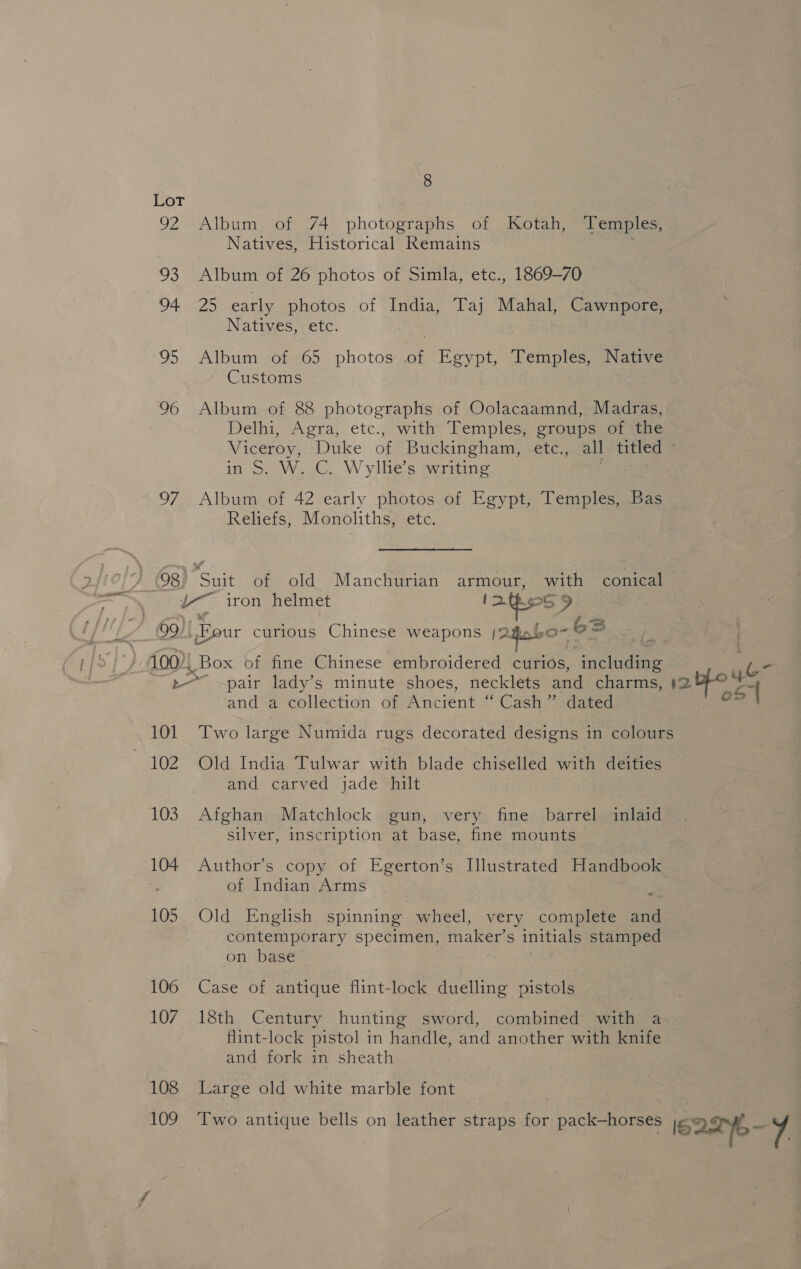 8
Lot
92 Album of 74 photographs of Kotah, Temples,
Natives, Historical Remains
93 Album of 26 photos of Simla, etc., 1869–70
94 25 early photos of India, Taj Mahal, Cawnpore,
Natives, etc.
95 Album of 65 photos of Egypt, Temples, Native
Customs
96 Album of 88 photographs of Oolacaamnd, Madras,
Delhi, Agra, etc., with Temples, groups of the
Viceroy, Duke of Buckingham, etc., all titled
in S. W. C. Wyllie's writing
97 Album of 42 early photos of Egypt, Temples, Bas
Reliefs, Monoliths, etc.
98 Suit of old Manchurian armour, with conical
iron helmet
99 Four curious Chinese weapons
100 Box of fine Chinese embroidered curios, including
pair lady's minute shoes, necklets and charms,
and a collection of Ancient “Cash” dated
101 Two large Numida rugs decorated designs in colours
102 Old India Tulwar with blade chiselled with deities
and carved jade hilt
103 Afghan Matchlock gun, very fine barrel inlaid
silver, inscription at base, fine mounts
104 Author's copy of Egerton's Illustrated Handbook
of Indian Arms
105 Old English spinning wheel, very complete and
contemporary specimen, maker's initials stamped
on base
106 Case of antique flint-lock duelling pistols
107 18th Century hunting sword, combined with a
flint-lock pistol in handle, and another with knife
and fork in sheath
108 Large old white marble font
109 Two antique bells on leather straps for pack-horses